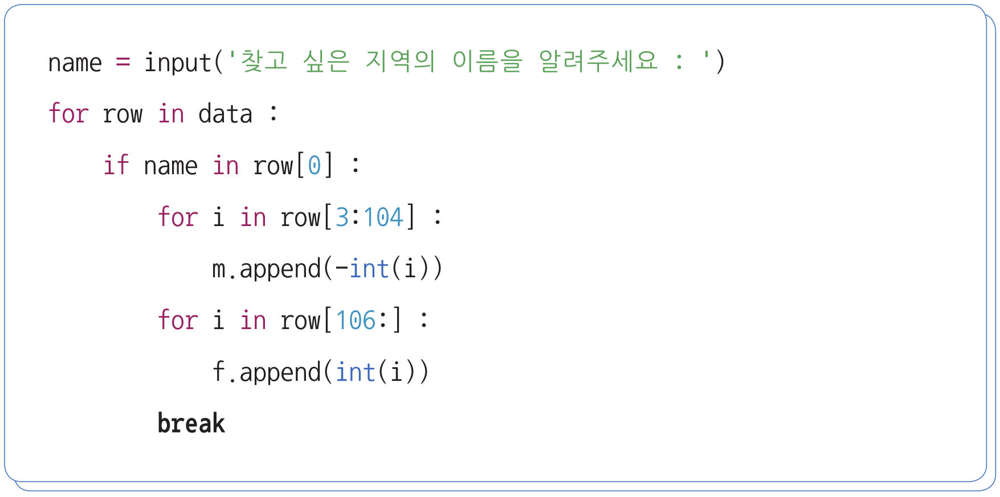 name = input('찾고 싶은 지역의 이름을 알려주세요 : ')
for row in data :
    if name in row[0] :
        for i in row[3:104] :
            m.append(-int(i))
        for i in row[106:] :
            f.append(int(i))
        break